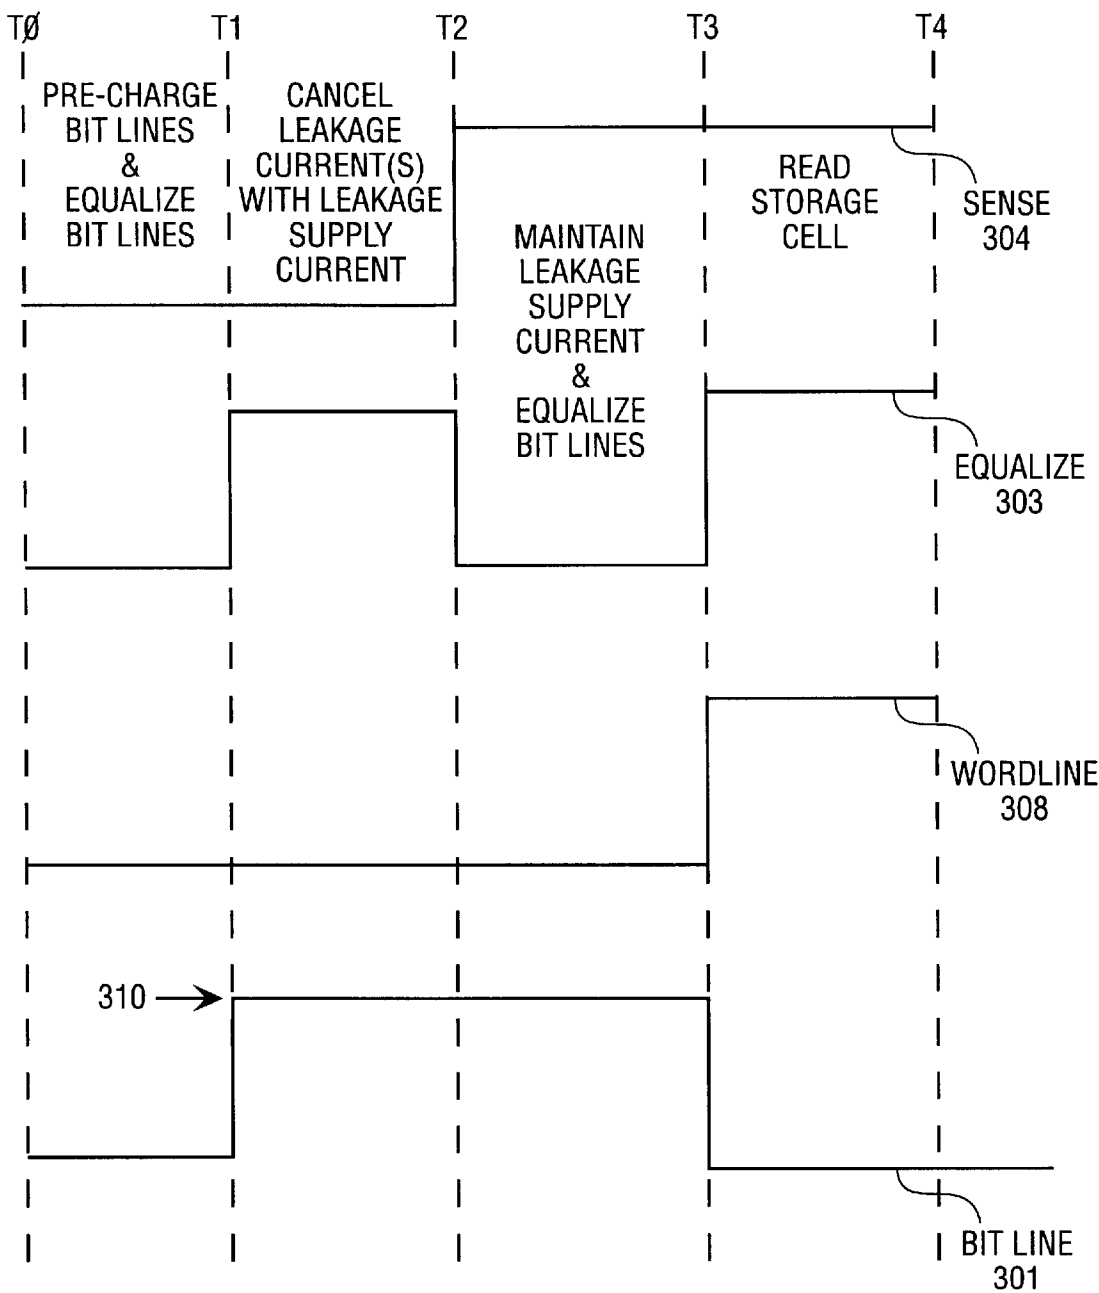 TØ T1 T2 T3 T4
PRE-CHARGE
BIT LINES
&
EQUALIZE
BIT LINES
CANCEL
LEAKAGE
CURRENT(S)
WITH LEAKAGE
SUPPLY
CURRENT
MAINTAIN
LEAKAGE
SUPPLY
CURRENT
&
EQUALIZE
BIT LINES
READ
STORAGE
CELL
SENSE
304
EQUALIZE
303
WORDLINE
308
310
BIT LINE
301